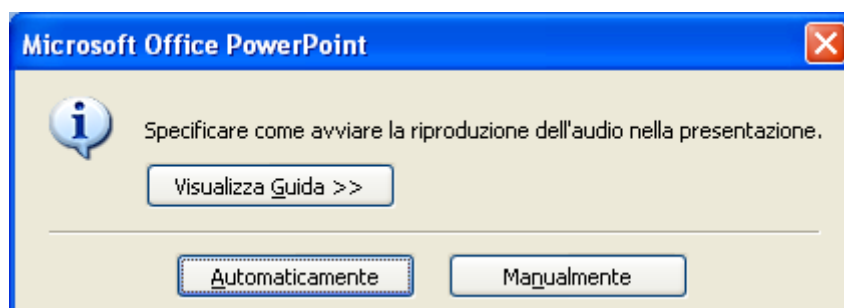 Microsoft Office PowerPoint
Specificare come avviare la riproduzione dell'audio nella presentazione.
Visualizza Guida >>
Automaticamente Manualmente